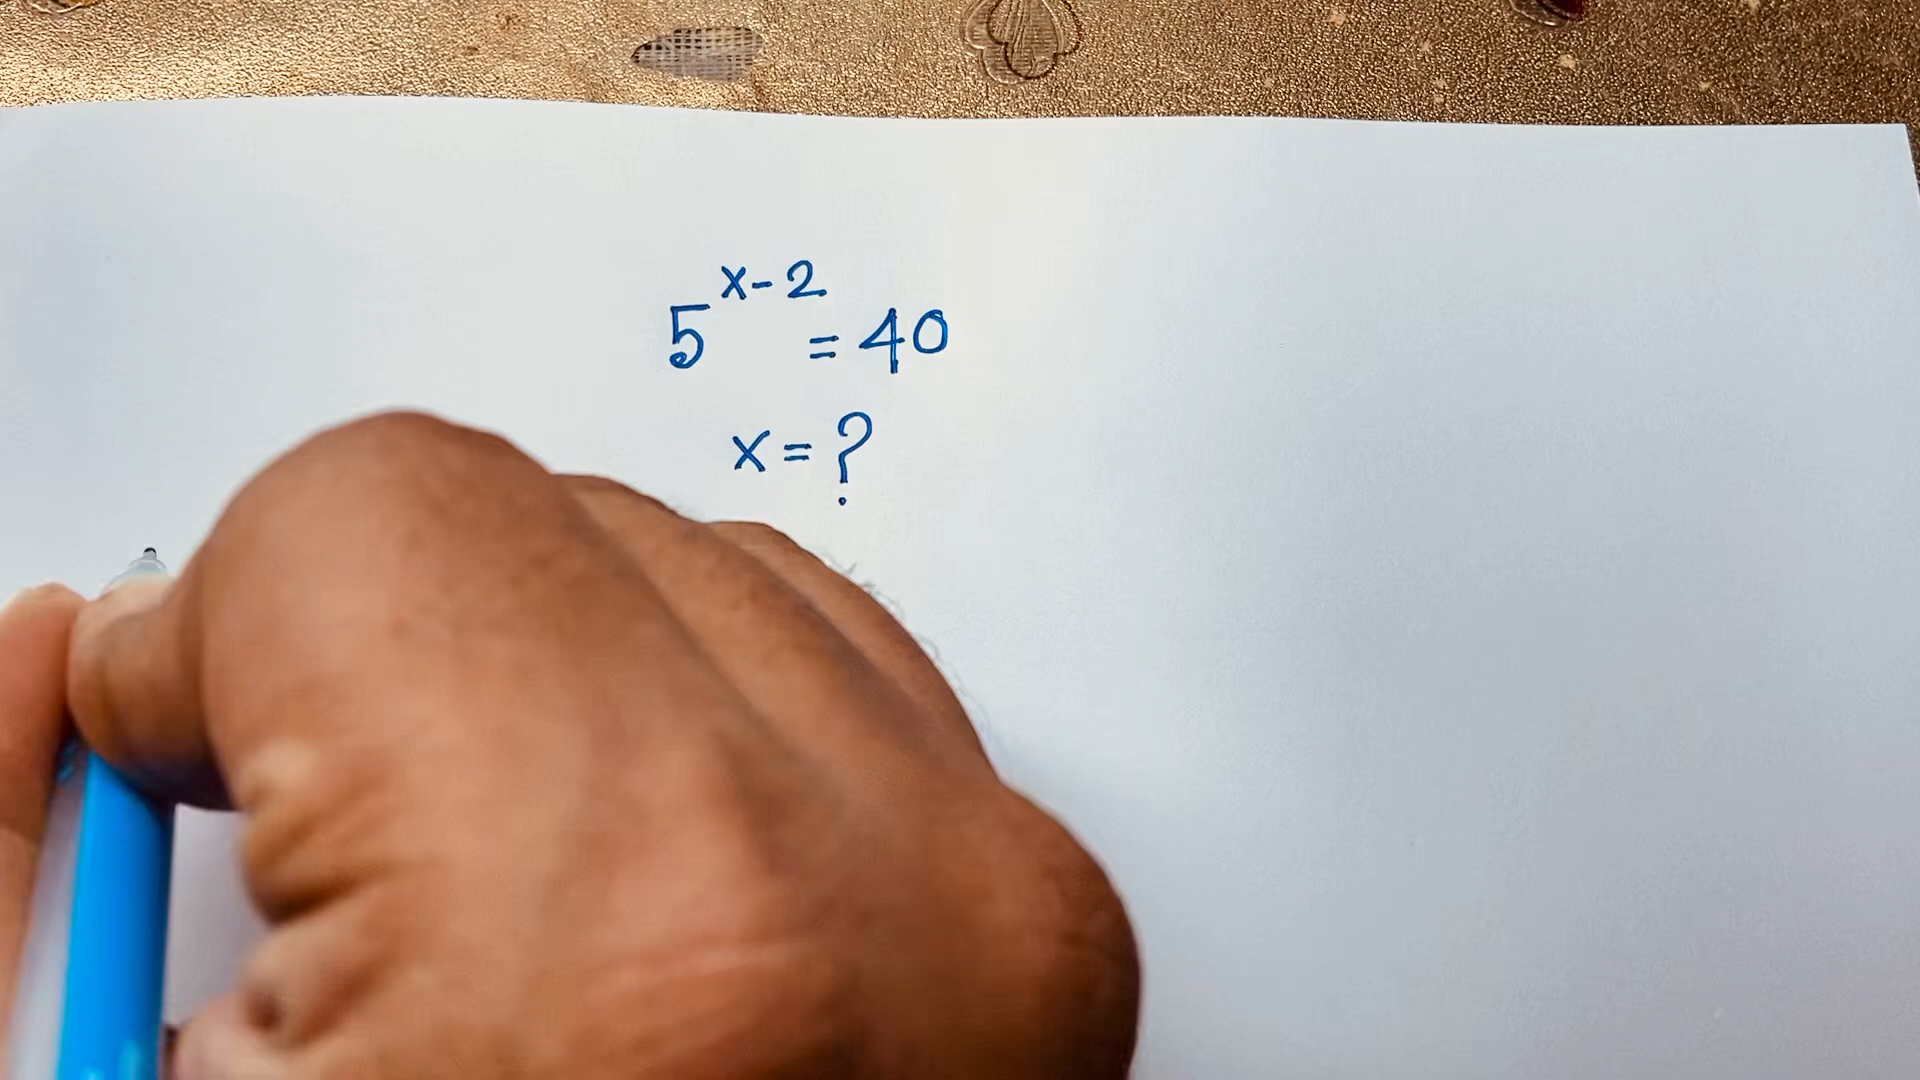 5^{x-2} = 40
x = ?